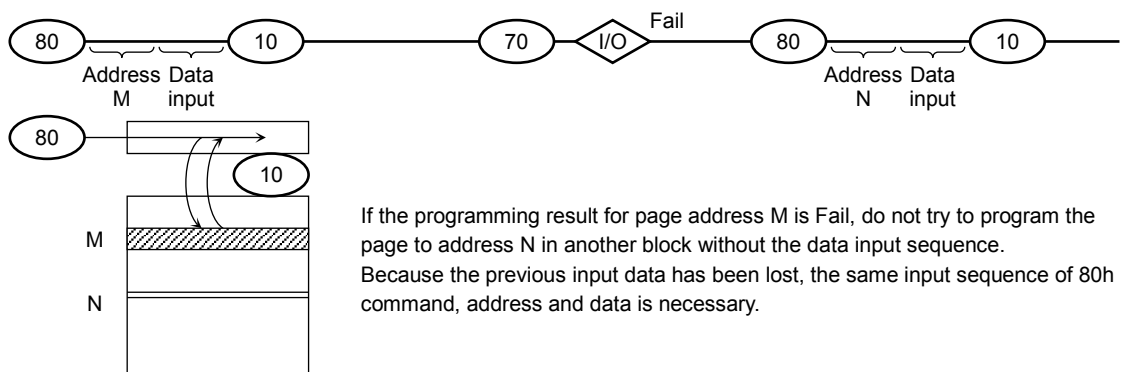 Fail
80
10
70
I/O
80
10
Address
M
Data
input
Address
N
Data
input
80
10
M
N
If the programming result for page address M is Fail, do not try to program the
page to address N in another block without the data input sequence.
Because the previous input data has been lost, the same input sequence of 80h
command, address and data is necessary.